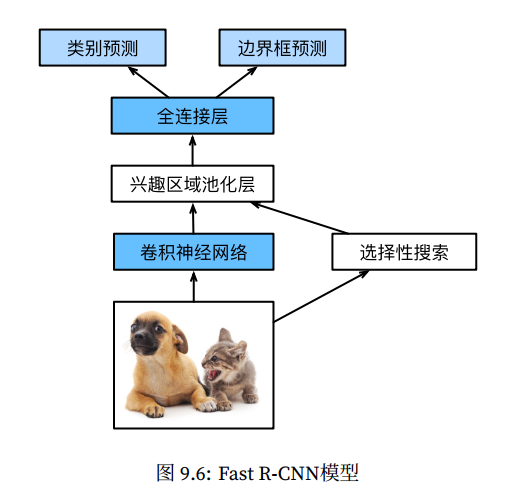 类别预测
边界框预测
全连接层
兴趣区域池化层
卷积神经网络
选择性搜索
图 9.6: Fast R-CNN模型